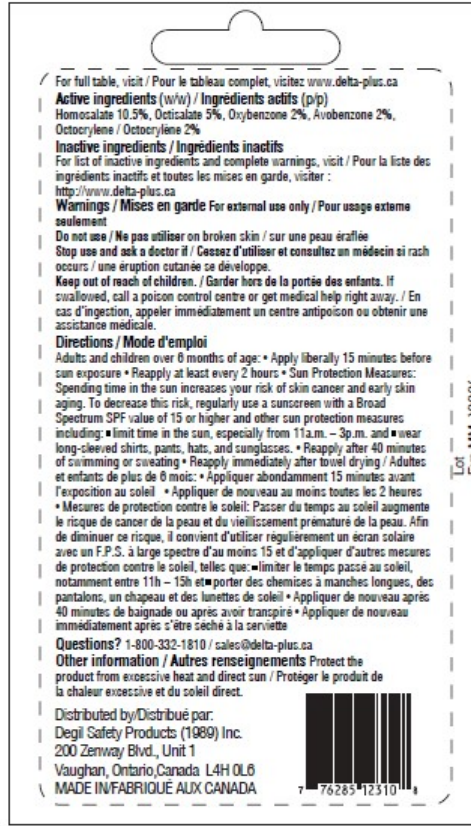 For full table, visit / Pour le tableau complet, visitez www.delta-plus.ca
Active ingredients (w/w) / Ingrédients actifs (p/p)
Homosalate 10.5%, Octisalate 5%, Oxybenzone 2%, Avobenzone 2%,
Octocrylene / Octocrylène 2%
Inactive ingredients / Ingrédients inactifs
For list of inactive ingredients and complete warnings, visit / Pour la liste des
ingrédients inactifs et toutes les mises en garde, visiter :
http://www.delta-plus.ca
Warnings / Mises en garde For external use only / Pour usage externe
seulement
Do not use / Ne pas utiliser on broken skin / sur une peau éraflée
Stop use and ask a doctor if / Cessez d'utiliser et consultez un médecin si rash
occurs / une éruption cutanée se développe.
Keep out of reach of children. / Garder hors de la portée des enfants. If
swallowed, call a poison control centre or get medical help right away. / En
cas d'ingestion, appeler immédiatement un centre antipoison ou obtenir une
assistance médicale.
Directions / Mode d'emploi
Adults and children over 6 months of age: • Apply liberally 15 minutes before
sun exposure • Reapply at least every 2 hours • Sun Protection Measures:
Spending time in the sun increases your risk of skin cancer and early skin
aging. To decrease this risk, regularly use a sunscreen with a Broad
Spectrum SPF value of 15 or higher and other sun protection measures
including: ▪ limit time in the sun, especially from 11a.m. – 3p.m. and ▪ wear
long-sleeved shirts, pants, hats, and sunglasses. • Reapply after 40 minutes
of swimming or sweating • Reapply immediately after towel drying / Adultes
et enfants de plus de 6 mois: • Appliquer abondamment 15 minutes avant
l'exposition au soleil • Appliquer de nouveau au moins toutes les 2 heures
• Mesures de protection contre le soleil: Passer du temps au soleil augmente
le risque de cancer de la peau et du vieillissement prématuré de la peau. Afin
de diminuer ce risque, il convient d'utiliser régulièrement un écran solaire
avec un F.P.S. à large spectre d'au moins 15 et d'appliquer d'autres mesures
de protection contre le soleil, telles que: ▪ limiter le temps passé au soleil,
notamment entre 11h – 15h et ▪ porter des chemises à manches longues, des
pantalons, un chapeau et des lunettes de soleil • Appliquer de nouveau après
40 minutes de baignade ou après avoir transpiré • Appliquer de nouveau
immédiatement après s'être séché à la serviette
Questions? 1-800-332-1810 / sales@delta-plus.ca
Other information / Autres renseignements Protect the
product from excessive heat and direct sun / Protéger le produit de
la chaleur excessive et du soleil direct.
Distributed by/Distribué par:
Degil Safety Products (1989) Inc.
200 Zenway Blvd., Unit 1
Vaughan, Ontario,Canada L4H 0L6
MADE IN/FABRIQUÉ AUX CANADA
7 76285 12310 8
Lot